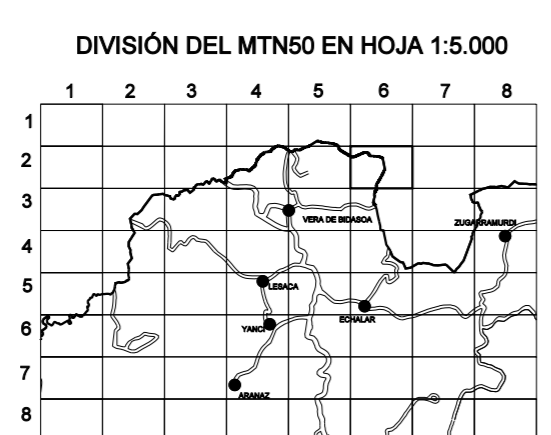 DIVISIÓN DEL MTN50 EN HOJA 1:5.000
1 2 3 4 5 6 7 8
1
2
3
VERA DE BIDASOA
ZUGARRAMURDI
4
5
LESACA
ECHALAR
6
YANCI
7
ARANAZ
8